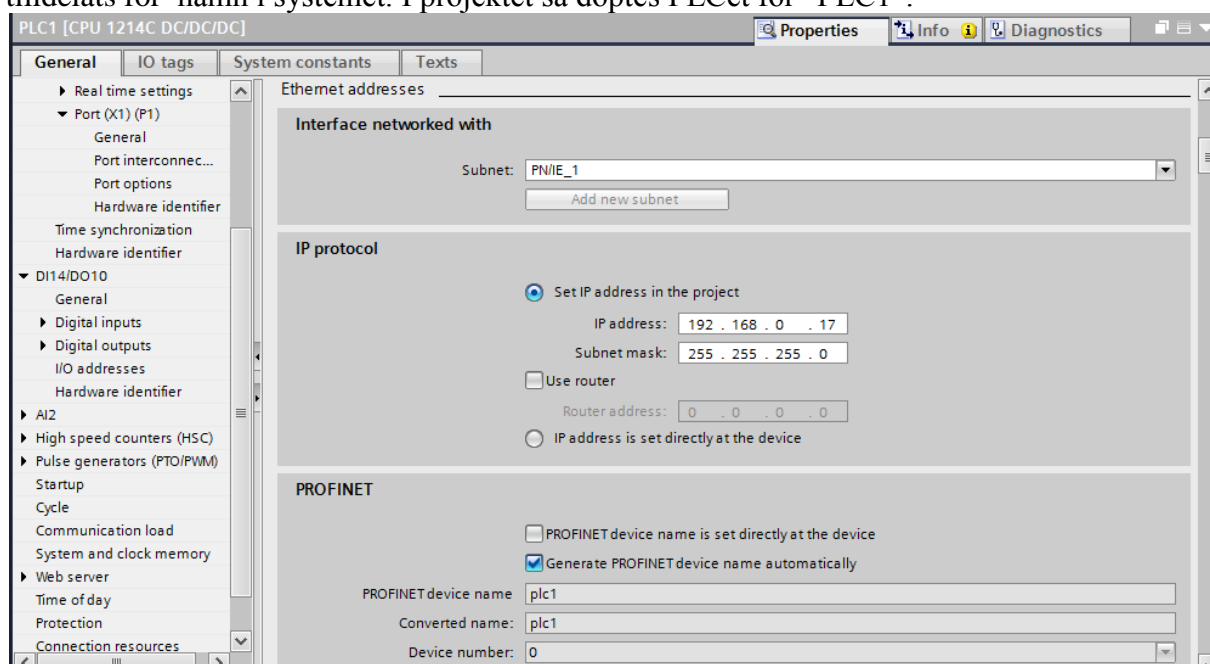 tilldelats för namn i systemet. I projektet så döptes PLCet för "PLC1".
PLC1 [CPU 1214C DC/DC/DC]
Properties
Info
Diagnostics
General
IO tags
System constants
Texts
Real time settings
Port (X1) (P1)
General
Port interconnec...
Port options
Hardware identifier
Time synchronization
Hardware identifier
DI14/DO10
General
Digital inputs
Digital outputs
I/O addresses
Hardware identifier
AI2
High speed counters (HSC)
Pulse generators (PTO/PWM)
Startup
Cycle
Communication load
System and clock memory
Web server
Time of day
Protection
Connection resources
Ethernet addresses
Interface networked with
Subnet: PN/IE_1
Add new subnet
IP protocol
Set IP address in the project
IP address: 192 . 168 . 0 . 17
Subnet mask: 255 . 255 . 255 . 0
Use router
Router address: 0 . 0 . 0 . 0
IP address is set directly at the device
PROFINET
PROFINET device name is set directly at the device
Generate PROFINET device name automatically
PROFINET device name plc1
Converted name: plc1
Device number: 0